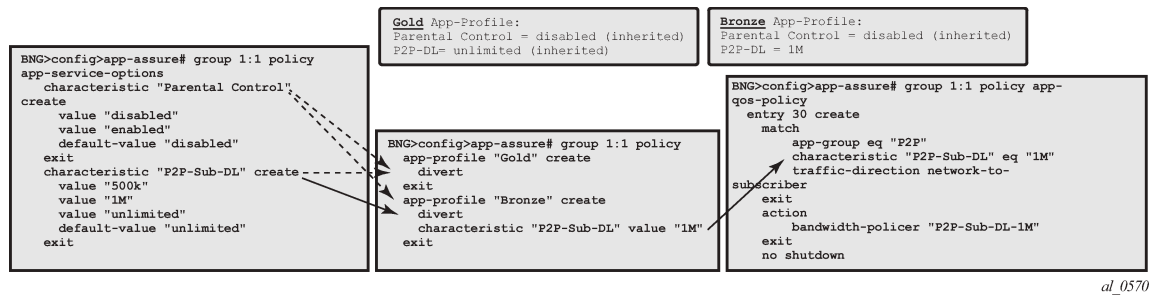 Gold App-Profile:
Parental Control = disabled (inherited)
P2P-DL= unlimited (inherited)
Bronze App-Profile:
Parental Control = disabled (inherited)
P2P-DL = 1M
BNG>config>app-assure# group 1:1 policy
app-service-options
characteristic "Parental Control"
create
value "disabled"
value "enabled"
default-value "disabled"
exit
characteristic "P2P-Sub-DL" create
value "500k"
value "1M"
value "unlimited"
default-value "unlimited"
exit
BNG>config>app-assure# group 1:1 policy
app-profile "Gold" create
divert
exit
app-profile "Bronze" create
divert
characteristic "P2P-Sub-DL" value "1M"
exit
BNG>config>app-assure# group 1:1 policy app-
qos-policy
entry 30 create
match
app-group eq "P2P"
characteristic "P2P-Sub-DL" eq "1M"
traffic-direction network-to-
subscriber
exit
action
bandwidth-policer "P2P-Sub-DL-1M"
exit
no shutdown
al_0570